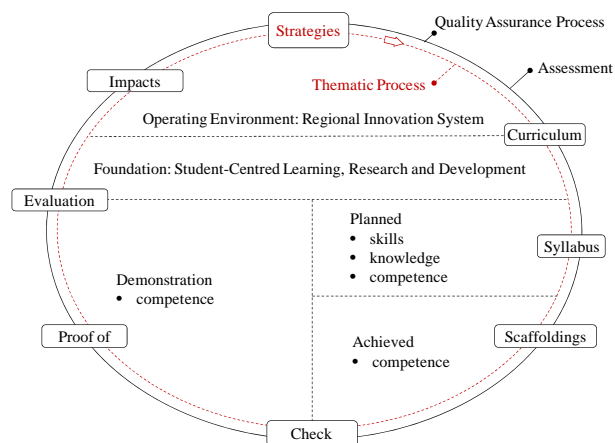 Strategies
Quality Assurance Process
Assessment
Impacts
Thematic Process
Operating Environment: Regional Innovation System
Curriculum
Foundation: Student-Centred Learning, Research and Development
Evaluation
Planned
• skills
• knowledge
• competence
Syllabus
Demonstration
• competence
Proof of
Achieved
• competence
Scaffoldings
Check